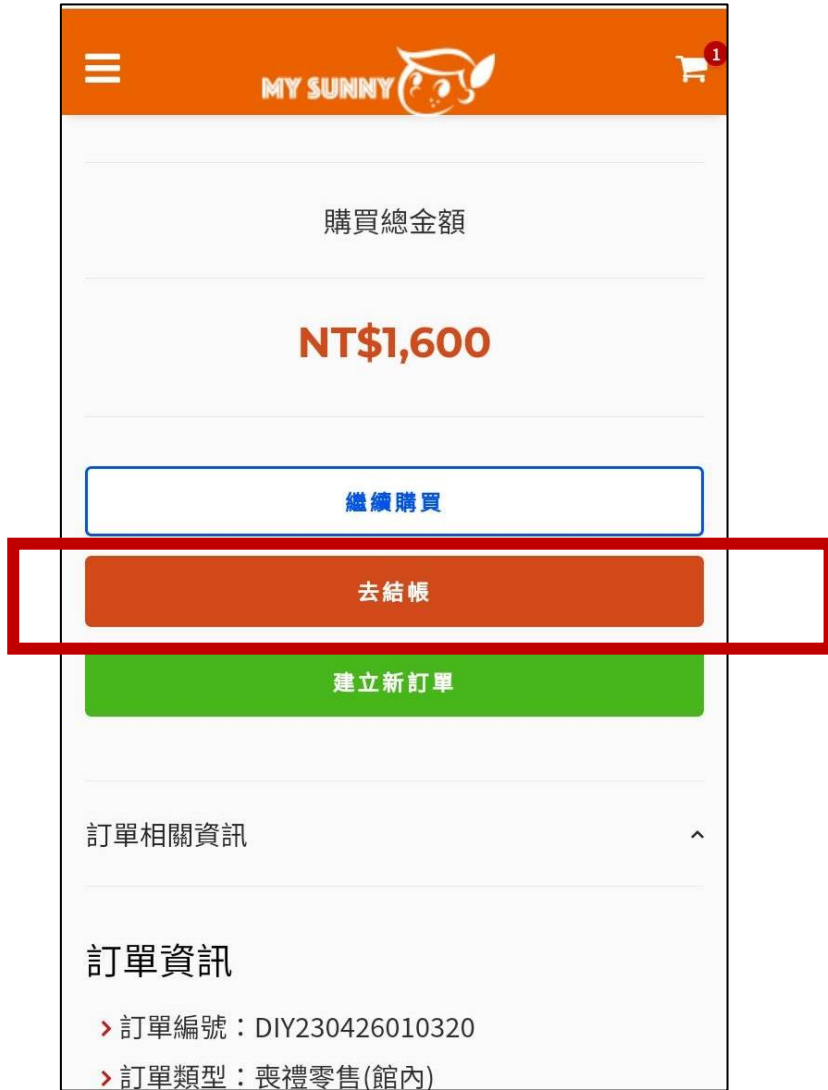 MY SUNNY
1
購買總金額
NT$1,600
繼續購買
去結帳
建立新訂單
訂單相關資訊
訂單資訊
訂單編號：DIY230426010320
訂單類型：喪禮零售(館內)